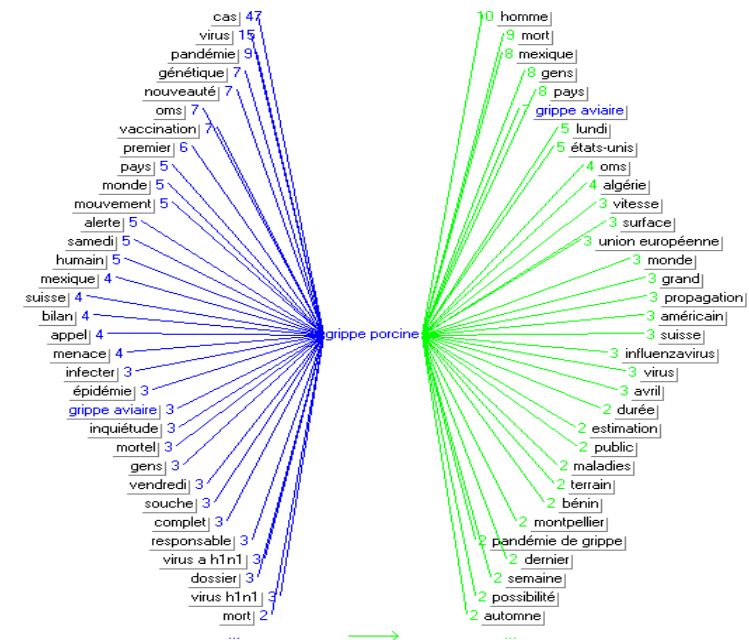 cas 47
virus 15
pandémie 9
génétique 7
nouveauté 7
oms 7
vaccination 7
premier 6
pays 5
monde 5
mouvement 5
alerte 5
samedi 5
humain 5
mexique 4
suisse 4
bilan 4
appel 4
menace 4
infecter 3
épidémie 3
grippe aviaire 3
inquiétude 3
mortel 3
gens 3
vendredi 3
souche 3
complet 3
responsable 3
virus a h1n1 3
dossier 3
virus h1n1 3
mort 2
...
grippe porcine
10 homme
9 mort
8 mexique
8 gens
8 pays
7 grippe aviaire
5 lundi
5 états-unis
4 oms
4 algérie
3 vitesse
3 surface
3 union européenne
3 monde
3 grand
3 propagation
3 américain
3 suisse
3 influenzavirus
3 virus
3 avril
2 durée
2 estimation
2 public
2 maladies
2 terrain
2 bénin
2 montpellier
2 pandémie de grippe
2 dernier
2 semaine
2 possibilité
2 automne
...